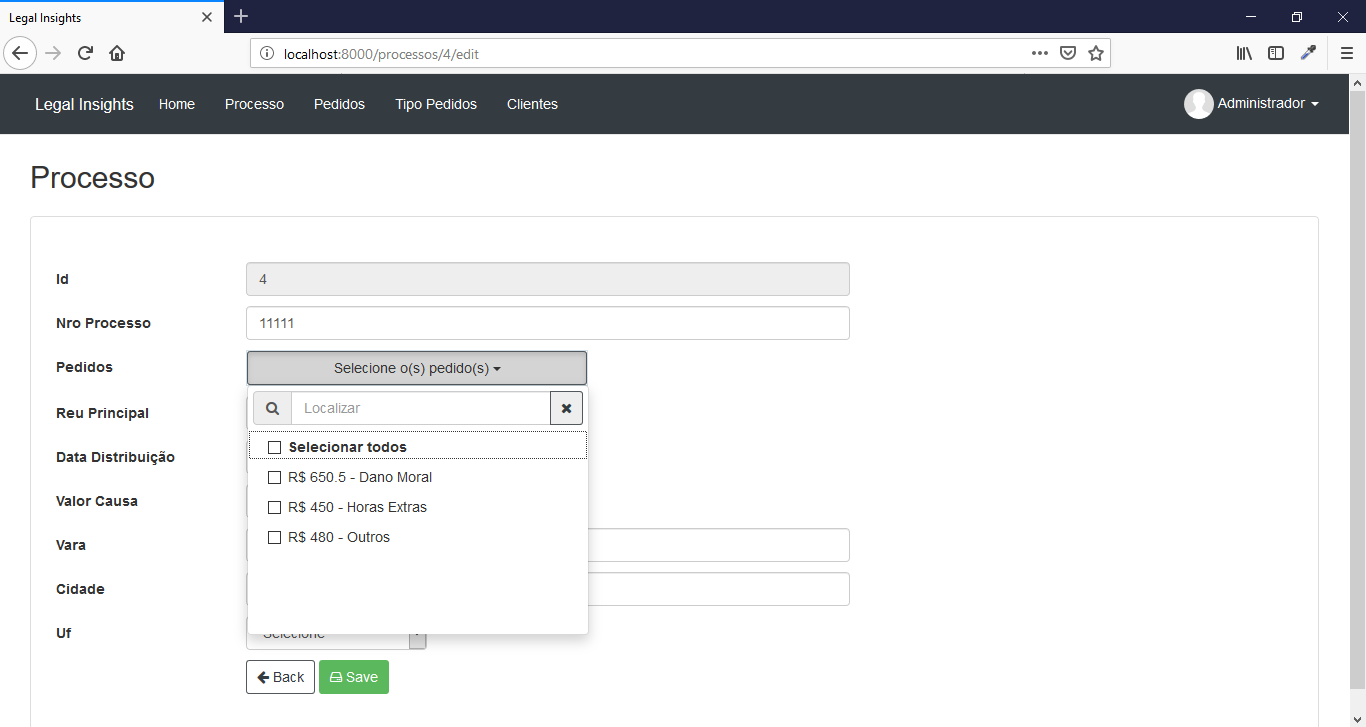 Legal Insights
localhost:8000/processos/4/edit
Legal Insights Home Processo Pedidos Tipo Pedidos Clientes Administrador
Processo
Id 4
Nro Processo 11111
Pedidos Selecione o(s) pedido(s)
Localizar
Reu Principal
Selecionar todos
Data Distribuição
R$ 650.5 - Dano Moral
Valor Causa
R$ 450 - Horas Extras
R$ 480 - Outros
Vara
Cidade
Uf Selecione
Back Save